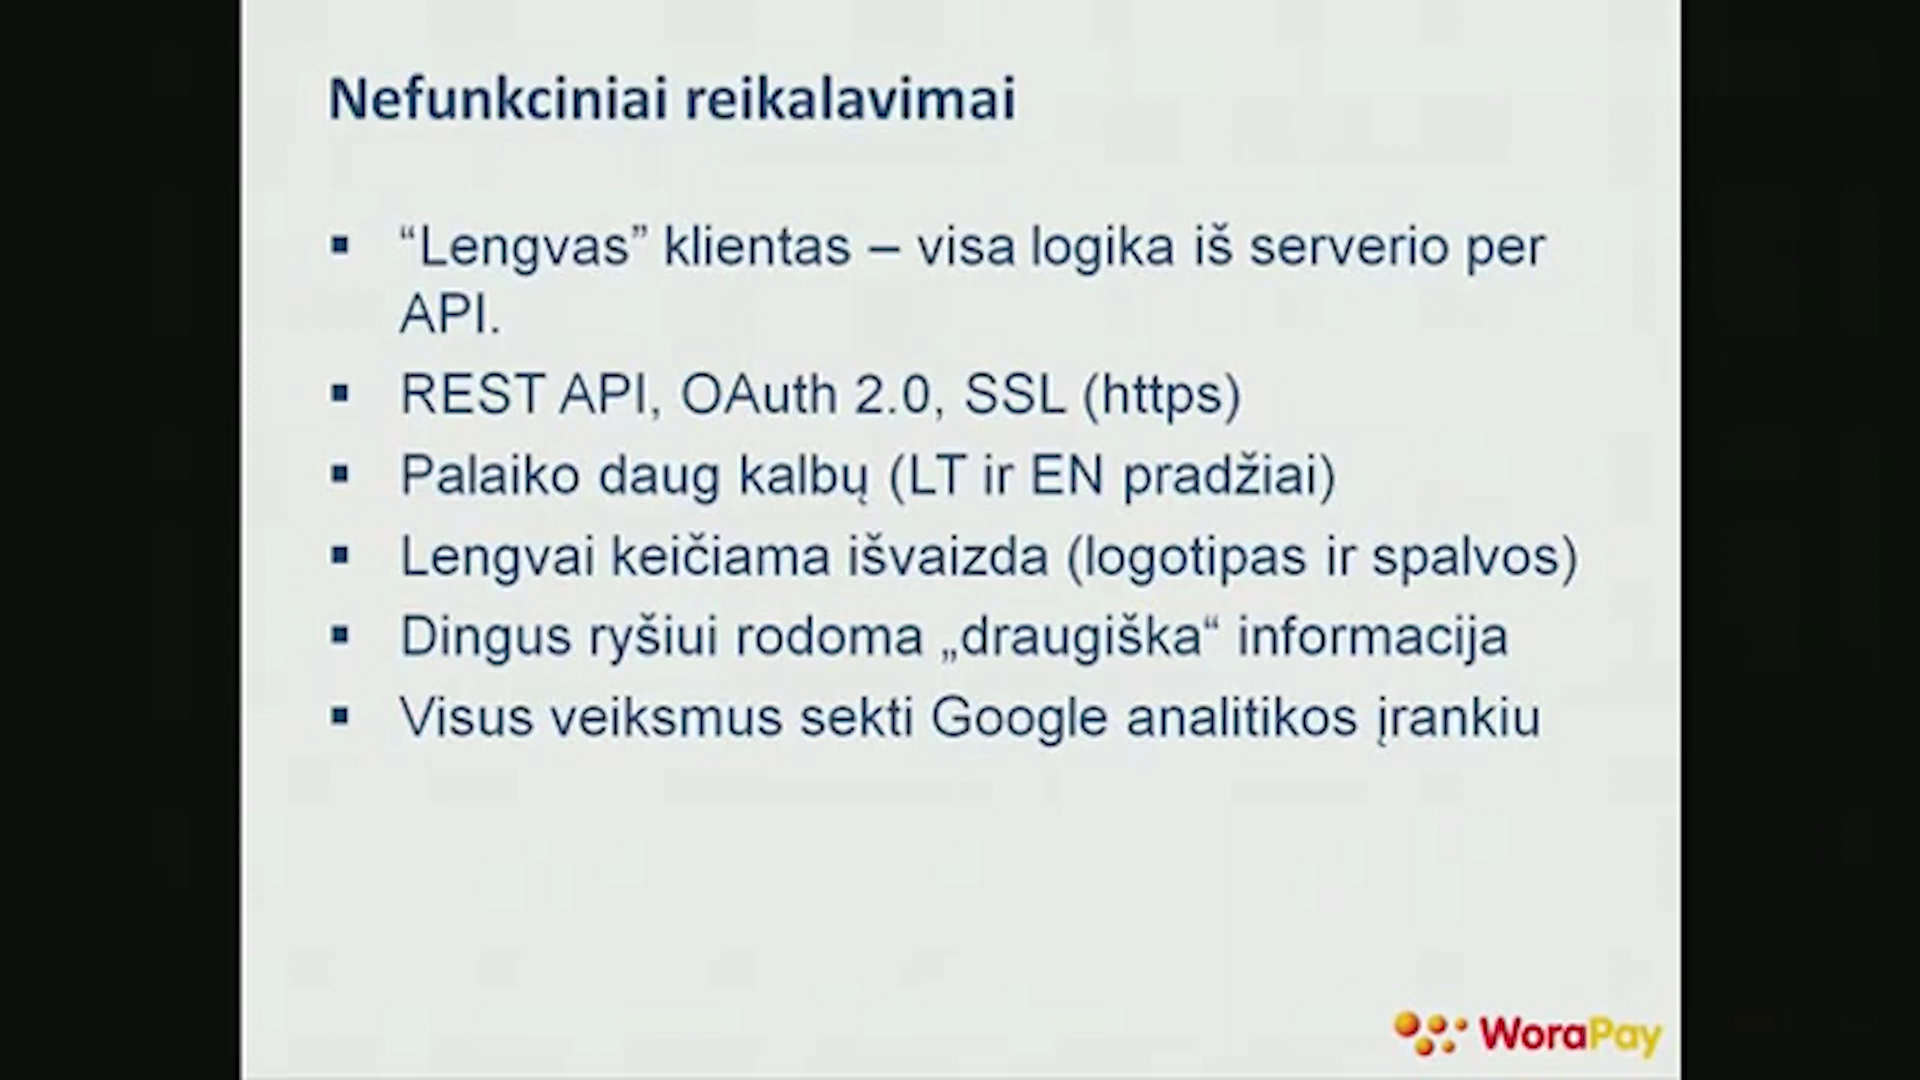 Nefunkciniai reikalavimai
▪ “Lengvas” klientas – visa logika iš serverio per
API.
▪ REST API, OAuth 2.0, SSL (https)
▪ Palaiko daug kalbų (LT ir EN pradžiai)
▪ Lengvai keičiama išvaizda (logotipas ir spalvos)
▪ Dingus ryšiui rodoma „draugiška“ informacija
▪ Visus veiksmus sekti Google analitikos įrankiu
WoraPay